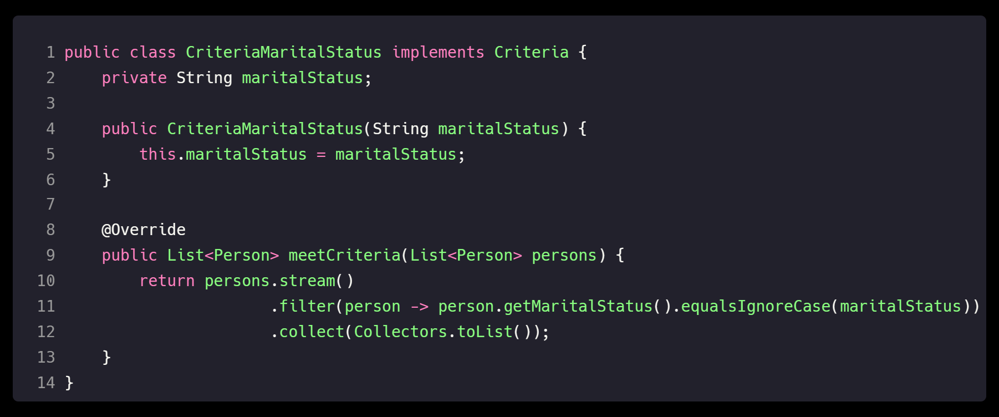 1 public class CriteriaMaritalStatus implements Criteria {
2     private String maritalStatus;
3
4     public CriteriaMaritalStatus(String maritalStatus) {
5         this.maritalStatus = maritalStatus;
6     }
7
8     @Override
9     public List<Person> meetCriteria(List<Person> persons) {
10         return persons.stream()
11                       .filter(person -> person.getMaritalStatus().equalsIgnoreCase(maritalStatus))
12                       .collect(Collectors.toList());
13     }
14 }